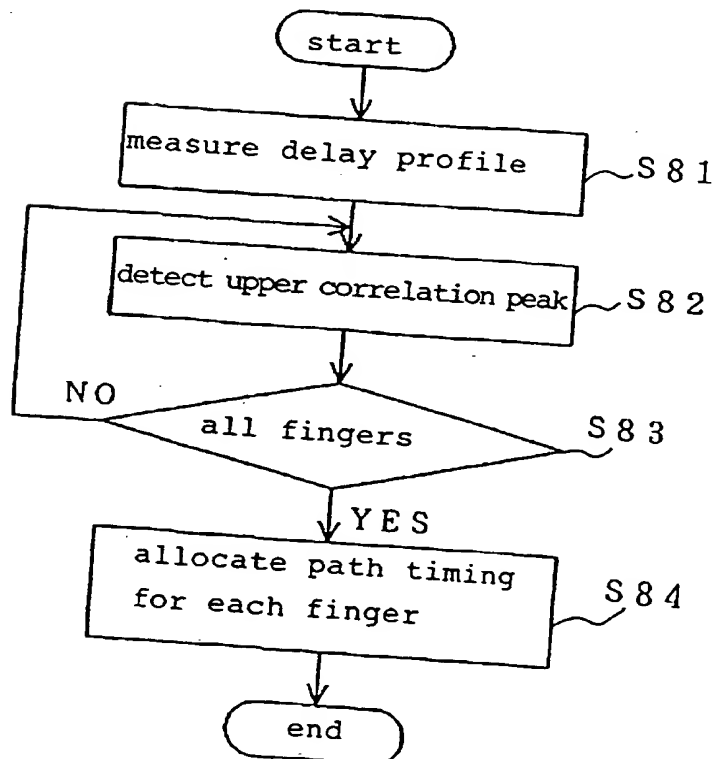 start
measure delay profile
S81
detect upper correlation peak
S82
NO
all fingers
S83
YES
allocate path timing
for each finger
S84
end